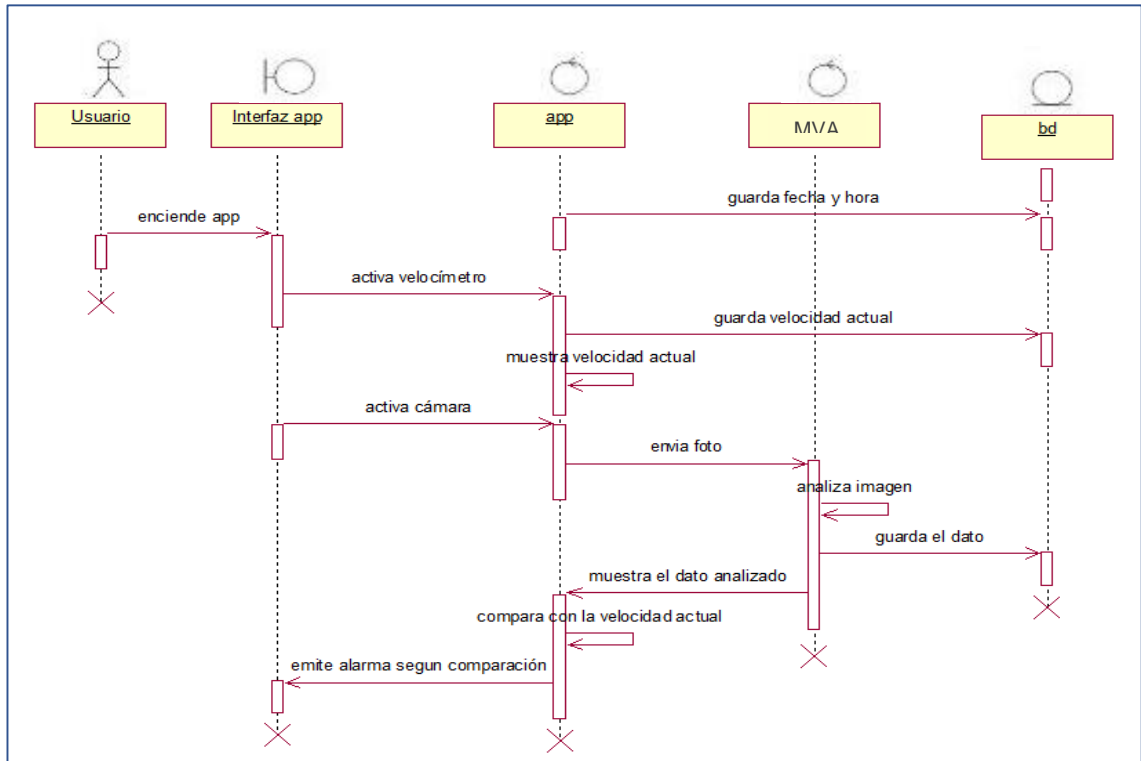 Usuario
Interfaz app
app
MVA
bd
guarda fecha y hora
enciende app
activa velocímetro
guarda velocidad actual
muestra velocidad actual
activa cámara
envia foto
analiza imagen
guarda el dato
muestra el dato analizado
compara con la velocidad actual
emite alarma segun comparación